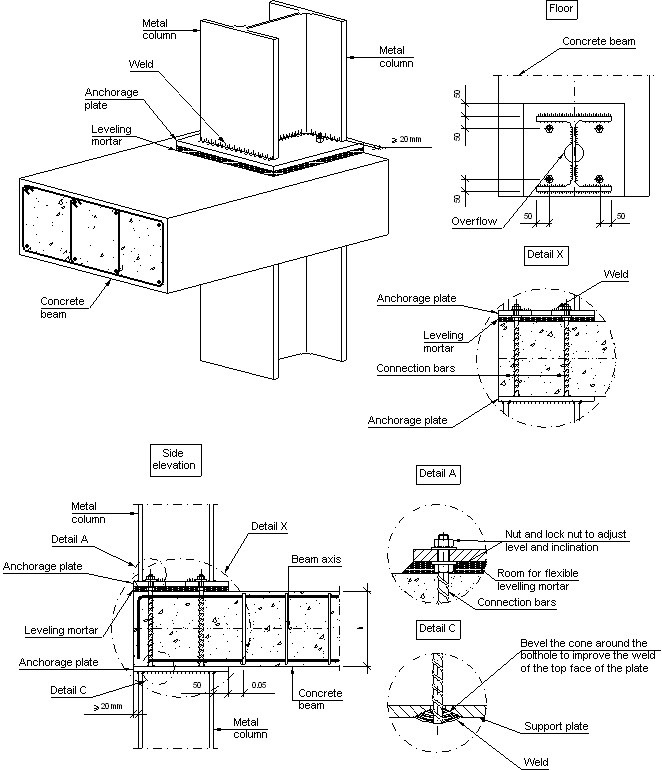 Metal
column
Weld
Anchorage
plate
Leveling
mortar
Metal
column
⩾ 20 mm
Concrete
beam
Floor
Concrete beam
50
50
50
Overflow
50
50
Detail X
Weld
Anchorage plate
Leveling
mortar
Connection bars
Anchorage plate
Side
elevation
Metal
column
Detail A
Detail X
Anchorage plate
Beam axis
Leveling mortar
Anchorage plate
Detail C
50
0.05
Concrete
beam
⩾ 20 mm
Metal
column
Detail A
Nut and lock nut to adjust
level and inclination
Room for flexible
levelling mortar
Connection bars
Detail C
Bevel the cone around the
bolthole to improve the weld
of the top face of the plate
Support plate
Weld